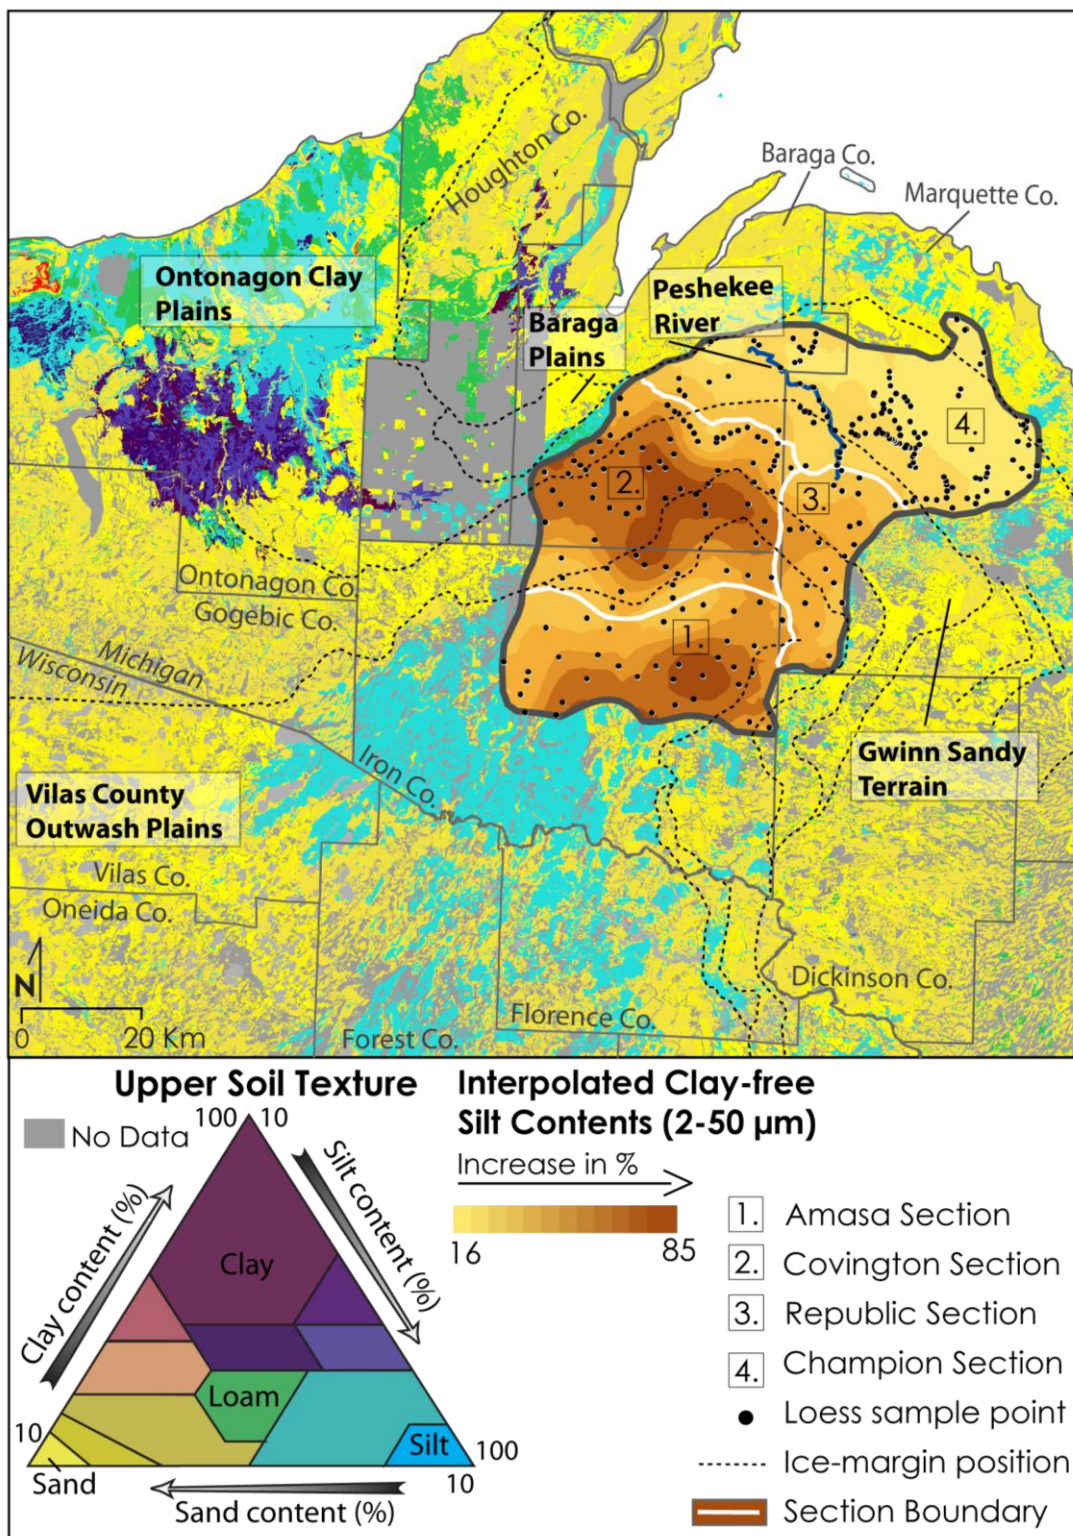 Houghton Co.
Baraga Co.
Marquette Co.
Ontonagon Clay
Plains
Peshekee
River
Baraga
Plains
4.
2.
3.
Ontonagon Co.
Gogebic Co.
1.
Michigan
Wisconsin
Iron Co.
Gwinn Sandy
Terrain
Vilas County
Outwash Plains
Vilas Co.
Oneida Co.
N
0 20 Km
Dickinson Co.
Florence Co.
Forest Co.
Upper Soil Texture
No Data
100 10
Clay content (%)
Silt content (%)
Clay
Loam
Silt
10
100
Sand
10
Sand content (%)
Interpolated Clay-free
Silt Contents (2-50 µm)
Increase in %
16 85
1. Amasa Section
2. Covington Section
3. Republic Section
4. Champion Section
Loess sample point
Ice-margin position
Section Boundary